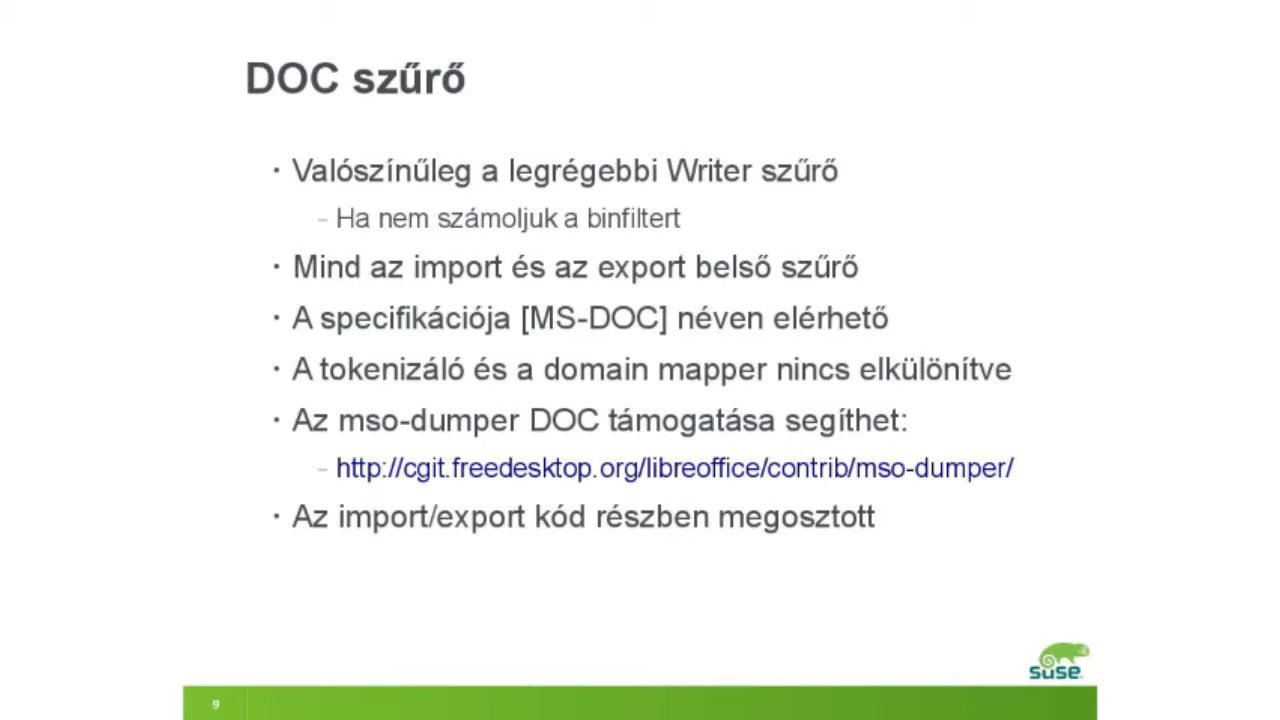 DOC szűrő
· Valószínűleg a legrégebbi Writer szűrő
- Ha nem számoljuk a binfiltert
· Mind az import és az export belső szűrő
· A specifikációja [MS-DOC] néven elérhető
· A tokenizáló és a domain mapper nincs elkülönítve
· Az mso-dumper DOC támogatása segíthet:
- http://cgit.freedesktop.org/libreoffice/contrib/mso-dumper/
· Az import/export kód részben megosztott
SUSE
9